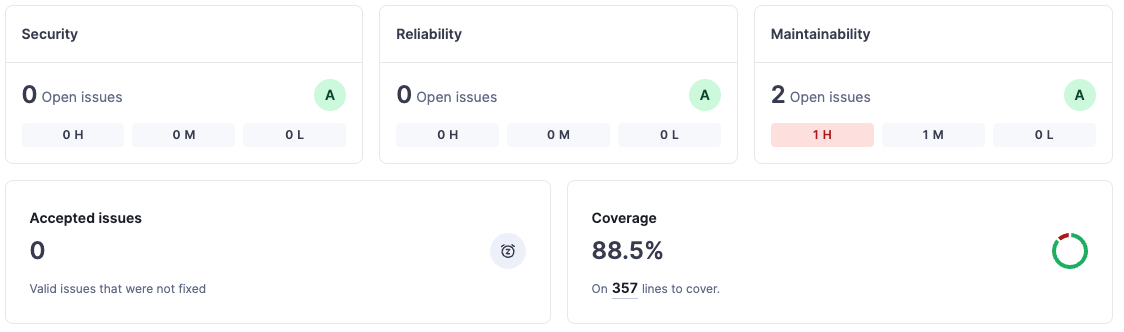 Security
0 Open issues
A
0 H
0 M
0 L
Reliability
0 Open issues
A
0 H
0 M
0 L
Maintainability
2 Open issues
A
1 H
1 M
0 L
Accepted issues
0
z
Valid issues that were not fixed
Coverage
88.5%
On 357 lines to cover.